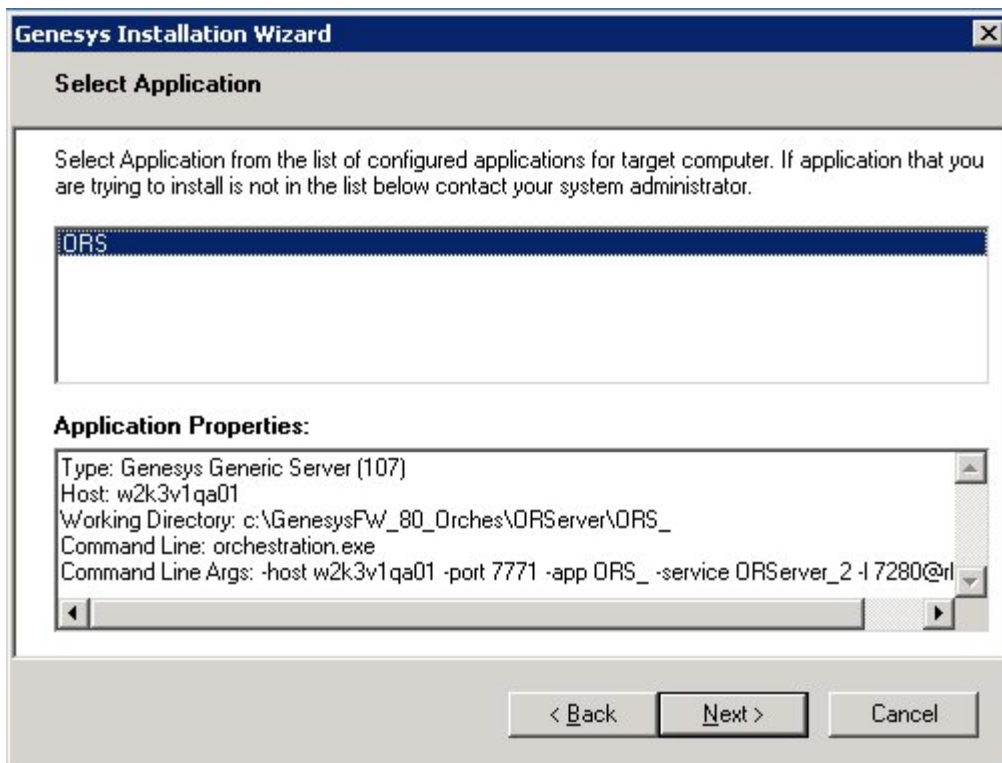 Genesys Installation Wizard
Select Application
Select Application from the list of configured applications for target computer. If application that you
are trying to install is not in the list below contact your system administrator.
ORS
Application Properties:
Type: Genesys Generic Server (107)
Host: w2k3v1qa01
Working Directory: c:\GenesysFW_80_Orches\ORServer\ORS_
Command Line: orchestration.exe
Command Line Args: -host w2k3v1qa01 -port 7771 -app ORS_ -service ORServer_2 -l 7280@rl
< Back Next > Cancel